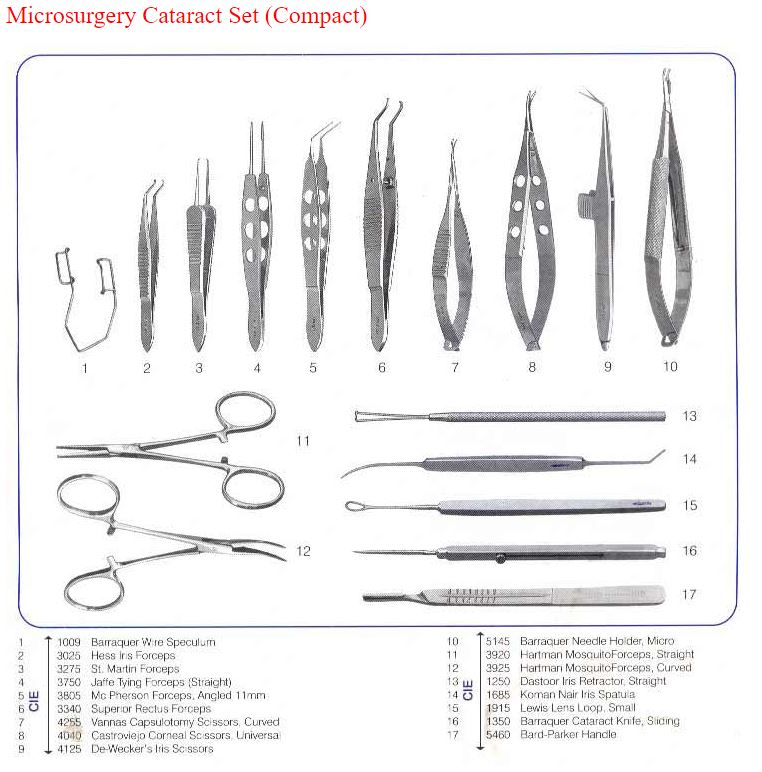 Microsurgery Cataract Set (Compact)
1 2 3 4 5 6 7 8 9 10
11
12
13
14
15
16
17
CIE
1 1009 Barraquer Wire Speculum
2 3025 Hess Iris Forceps
3 3275 St. Martin Forceps
4 3750 Jaffe Tying Forceps (Straight)
5 3805 Mc Pherson Forceps, Angled 11mm
6 3340 Superior Rectus Forceps
7 4255 Vannas Capsulotomy Scissors, Curved
8 4040 Castroviejo Corneal Scissors, Universal
9 4125 De-Wecker's Iris Scissors
CIE
10 5145 Barraquer Needle Holder, Micro
11 3920 Hartman MosquitoForceps, Straight
12 3925 Hartman MosquitoForceps, Curved
13 1250 Dastoor Iris Retractor, Straight
14 1685 Koman Nair Iris Spatula
15 1915 Lewis Lens Loop, Small
16 1350 Barraquer Cataract Knife, Sliding
17 5460 Bard-Parker Handle